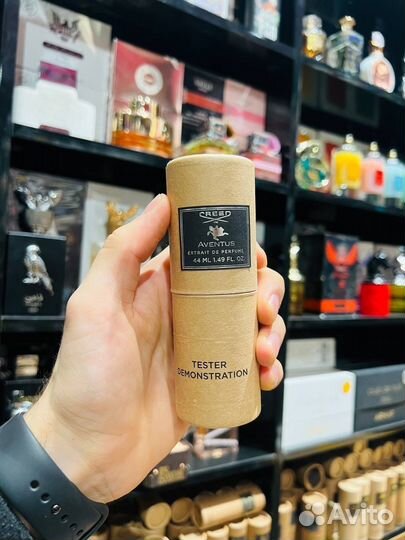 CREED
AVENTUS
EXTRAIT DE PERFUME
44 ML 1.49 FL. OZ.
TESTER
DEMONSTRATION
Avito